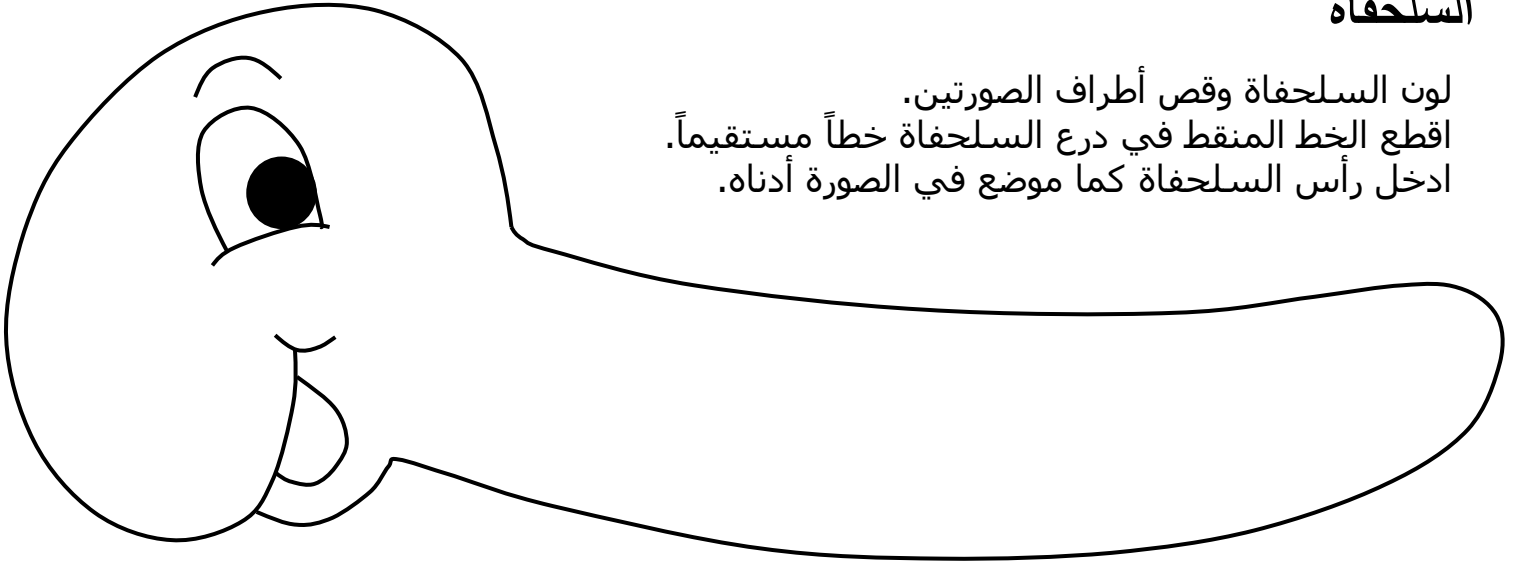 السلحفاه
لون السلحفاة وقص أطراف الصورتين.
اقطع الخط المنقط في درع السلحفاة خطاً مستقيماً.
ادخل رأس السلحفاة كما موضع في الصورة أدناه.